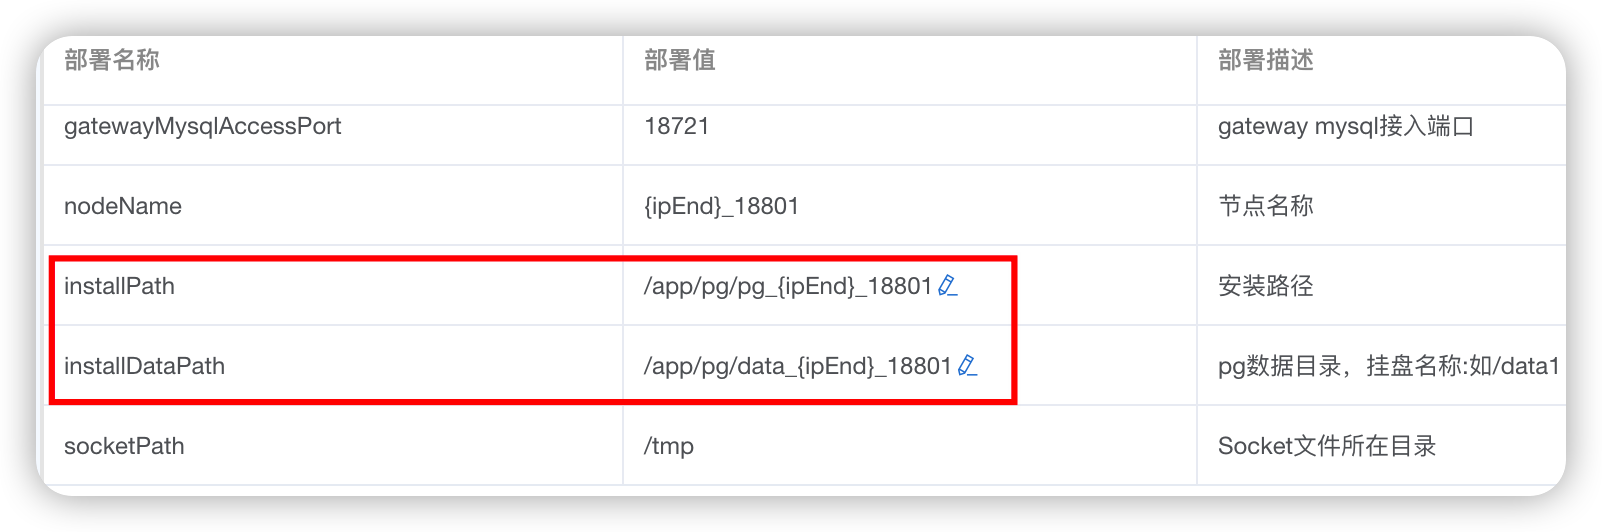 部署名称 部署值 部署描述
gatewayMysqlAccessPort 18721 gateway mysql接入端口
nodeName {ipEnd}_18801 节点名称
installPath /app/pg/pg_{ipEnd}_18801 安装路径
installDataPath /app/pg/data_{ipEnd}_18801 pg数据目录，挂盘名称:如/data1
socketPath /tmp Socket文件所在目录